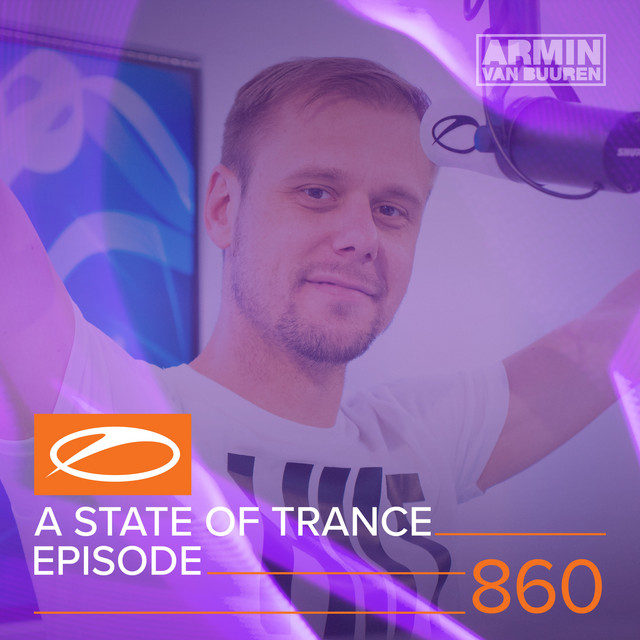 ARMIN
VAN BUUREN
A STATE OF TRANCE
EPISODE
860